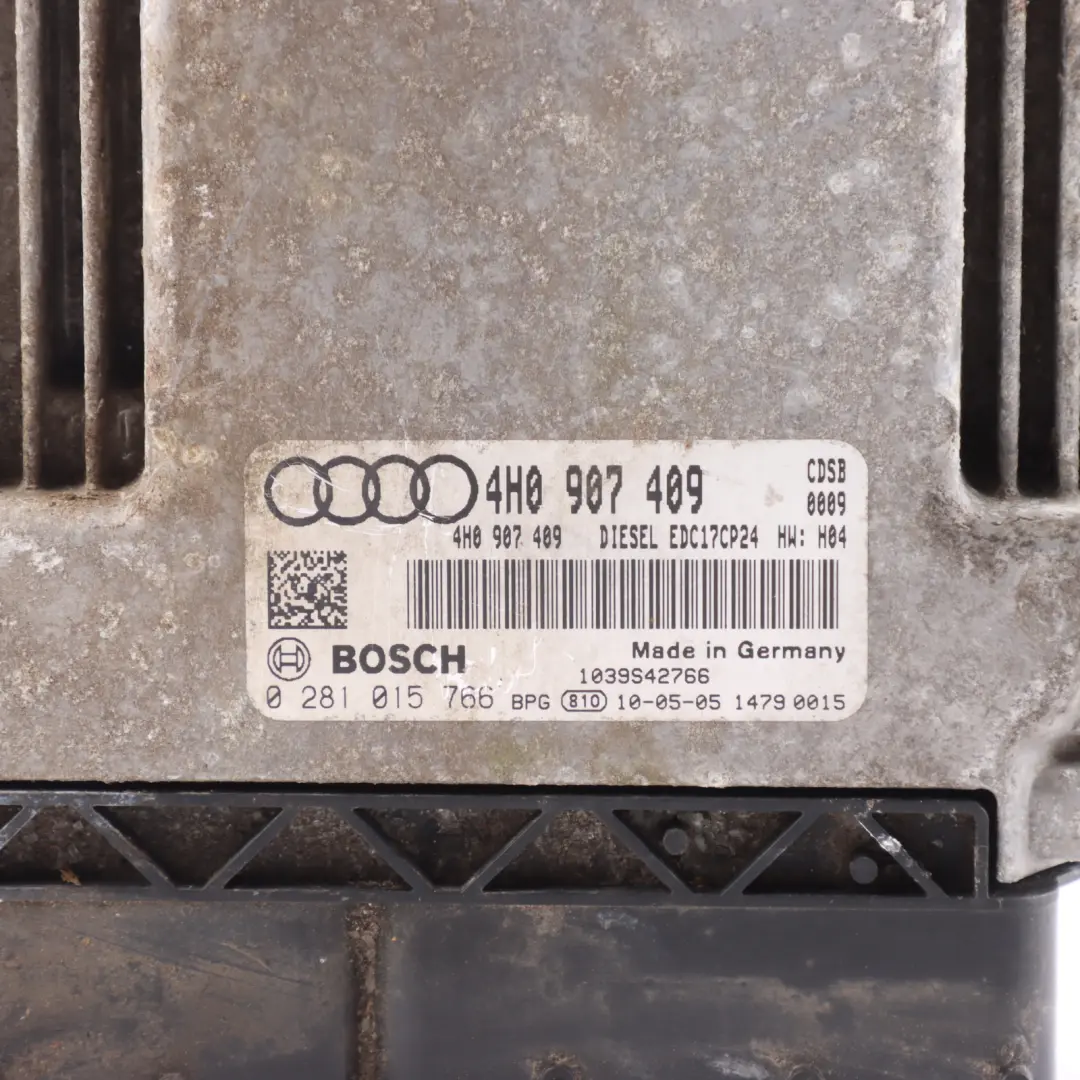 4H0 907 409 CDSB
0009
4H0 907 409 DIESEL EDC17CP24 HW: H04
BOSCH Made in Germany
1039S42766
0 281 015 766 BPG 810 10-05-05 1479 0015